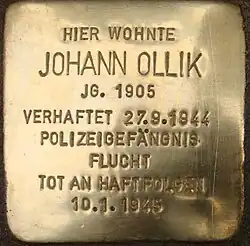 HIER WOHNTE
JOHANN OLLIK
JG. 1905
VERHAFTET 27.9.1944
POLIZEIGEFÄNGNIS
FLUCHT
TOT AN HAFTFOLGEN
10.1.1945